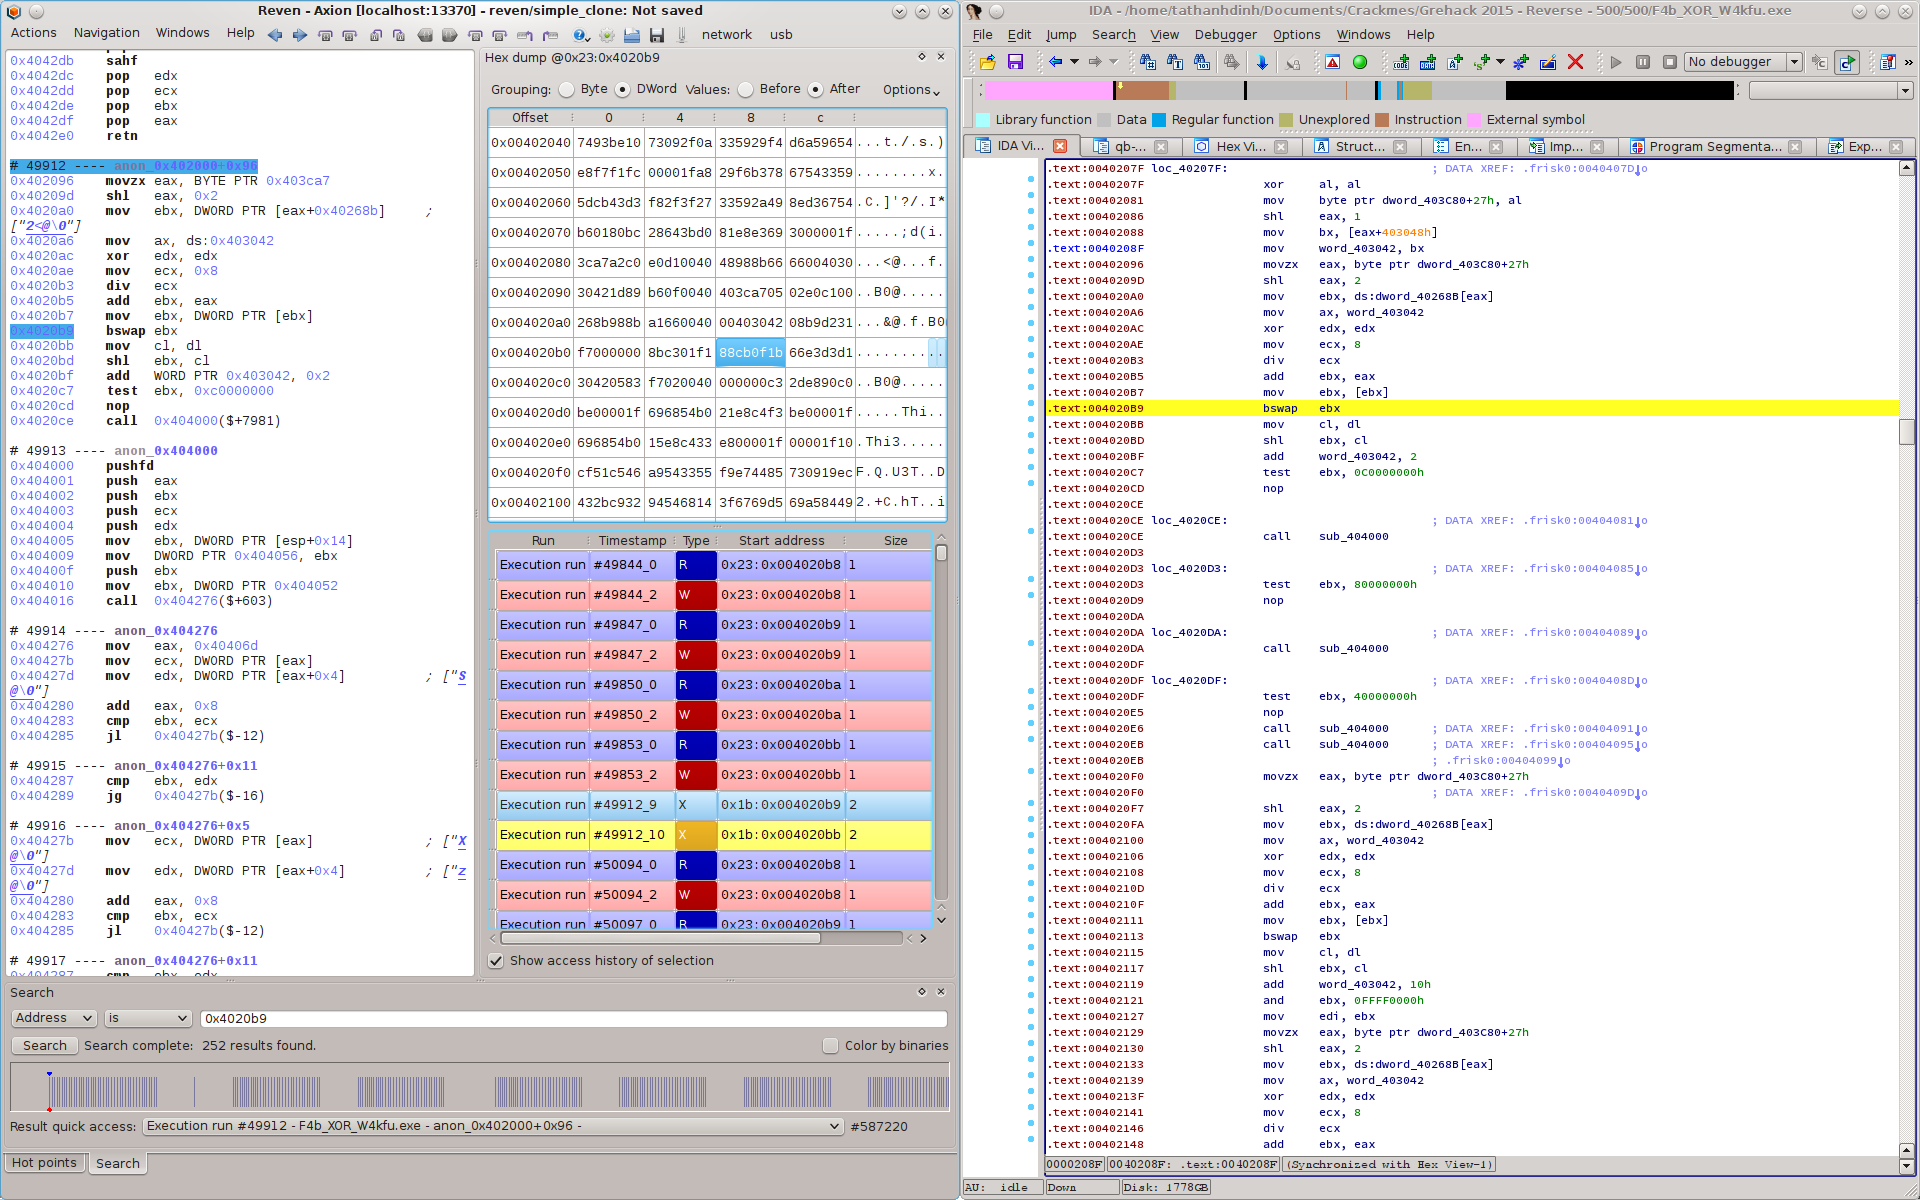 Reven - Axion [localhost:13370] - reven/simple_clone: Not saved
Actions Navigation Windows Help network usb
0x4042db sahf
0x4042dc pop edx
0x4042dd pop ecx
0x4042de pop ebx
0x4042df pop eax
0x4042e0 retn
# 49912 ---- anon_0x402000+0x96
0x402096 movzx eax, BYTE PTR 0x403ca7
0x40209d shl eax, 0x2
0x4020a0 mov ebx, DWORD PTR [eax+0x40268b] ;
["2<@\0"]
0x4020a6 mov ax, ds:0x403042
0x4020ac xor edx, edx
0x4020ae mov ecx, 0x8
0x4020b3 div ecx
0x4020b5 add ebx, eax
0x4020b7 mov ebx, DWORD PTR [ebx]
0x4020b9 bswap ebx
0x4020bb mov cl, dl
0x4020bd shl ebx, cl
0x4020bf add WORD PTR 0x403042, 0x2
0x4020c7 test ebx, 0xc0000000
0x4020cd nop
0x4020ce call 0x404000($+7981)
# 49913 ---- anon_0x404000
0x404000 pushfd
0x404001 push eax
0x404002 push ebx
0x404003 push ecx
0x404004 push edx
0x404005 mov ebx, DWORD PTR [esp+0x14]
0x404009 mov DWORD PTR 0x404056, ebx
0x40400f push ebx
0x404010 mov ebx, DWORD PTR 0x404052
0x404016 call 0x404276($+603)
# 49914 ---- anon_0x404276
0x404276 mov eax, 0x40406d
0x40427b mov ecx, DWORD PTR [eax]
0x40427d mov edx, DWORD PTR [eax+0x4] ; ["S
@\0"]
0x404280 add eax, 0x8
0x404283 cmp ebx, ecx
0x404285 jl 0x40427b($-12)
# 49915 ---- anon_0x404276+0x11
0x404287 cmp ebx, edx
0x404289 jg 0x40427b($-16)
# 49916 ---- anon_0x404276+0x5
0x40427b mov ecx, DWORD PTR [eax] ; ["X
@\0"]
0x40427d mov edx, DWORD PTR [eax+0x4] ; ["z
@\0"]
0x404280 add eax, 0x8
0x404283 cmp ebx, ecx
0x404285 jl 0x40427b($-12)
# 49917 ---- anon_0x404276+0x11
0x404287 cmp ebx, edx
Hex dump @0x23:0x4020b9
Grouping: Byte DWord Values: Before After Options
Offset 0 4 8 c
0x00402040 7493be10 73092f0a 335929f4 d6a59654 ...t./.s.)
0x00402050 e8f7f1fc 00001fa8 29f6b378 67543359 ........x.
0x00402060 5dcb43d3 f82f3f27 33592a49 8ed36754 .C.]'?/.I*
0x00402070 b60180bc 28643bd0 81e8e369 3000001f .....;d(i.
0x00402080 3ca7a2c0 e0d10040 48988b66 66004030 ...<@...f.
0x00402090 30421d89 b60f0040 403ca705 02e0c100 ..B0@.....
0x004020a0 268b988b a1660040 00403042 08b9d231 ...&@.f.B0
0x004020b0 f7000000 8bc301f1 88cb0f1b 66e3d3d1 ..........
0x004020c0 30420583 f7020040 000000c3 2de890c0 ..B0@.....
0x004020d0 be00001f 696854b0 21e8c4f3 be00001f .....Thi..
0x004020e0 696854b0 15e8c433 e800001f 00001f10 .Thi3.....
0x004020f0 cf51c546 a9543355 f9e74485 730919ec F.Q.U3T..D
0x00402100 432bc932 94546814 3f6769d5 69a58449 2.+C.hT..i
Run Timestamp Type Start address Size
Execution run #49844_0 R 0x23:0x004020b8 1
Execution run #49844_2 W 0x23:0x004020b8 1
Execution run #49847_0 R 0x23:0x004020b9 1
Execution run #49847_2 W 0x23:0x004020b9 1
Execution run #49850_0 R 0x23:0x004020ba 1
Execution run #49850_2 W 0x23:0x004020ba 1
Execution run #49853_0 R 0x23:0x004020bb 1
Execution run #49853_2 W 0x23:0x004020bb 1
Execution run #49912_9 X 0x1b:0x004020b9 2
Execution run #49912_10 X 0x1b:0x004020bb 2
Execution run #50094_0 R 0x23:0x004020b8 1
Execution run #50094_2 W 0x23:0x004020b8 1
Execution run #50097_0 R 0x23:0x004020b9 1
Show access history of selection
Search
Address is 0x4020b9
Search Search complete: 252 results found. Color by binaries
Result quick access: Execution run #49912 - F4b_XOR_W4kfu.exe - anon_0x402000+0x96 - #587220
Hot points Search
IDA - /home/tathanhdinh/Documents/Crackmes/Grehack 2015 - Reverse - 500/500/F4b_XOR_W4kfu.exe
File Edit Jump Search View Debugger Options Windows Help
No debugger
Library function Data Regular function Unexplored Instruction External symbol
IDA Vi... qb-... Hex Vi... Struct... En... Imp... Program Segmenta... Exp...
.text:0040207F loc_40207F: ; DATA XREF: .frisk0:0040407D↓o
.text:0040207F xor al, al
.text:00402081 mov byte ptr dword_403C80+27h, al
.text:00402086 shl eax, 1
.text:00402088 mov bx, [eax+403048h]
.text:0040208F mov word_403042, bx
.text:00402096 movzx eax, byte ptr dword_403C80+27h
.text:0040209D shl eax, 2
.text:004020A0 mov ebx, ds:dword_40268B[eax]
.text:004020A6 mov ax, word_403042
.text:004020AC xor edx, edx
.text:004020AE mov ecx, 8
.text:004020B3 div ecx
.text:004020B5 add ebx, eax
.text:004020B7 mov ebx, [ebx]
.text:004020B9 bswap ebx
.text:004020BB mov cl, dl
.text:004020BD shl ebx, cl
.text:004020BF add word_403042, 2
.text:004020C7 test ebx, 0C0000000h
.text:004020CD nop
.text:004020CE
.text:004020CE loc_4020CE: ; DATA XREF: .frisk0:00404081↓o
.text:004020CE call sub_404000
.text:004020D3
.text:004020D3 loc_4020D3: ; DATA XREF: .frisk0:00404085↓o
.text:004020D3 test ebx, 80000000h
.text:004020D9 nop
.text:004020DA
.text:004020DA loc_4020DA: ; DATA XREF: .frisk0:00404089↓o
.text:004020DA call sub_404000
.text:004020DF
.text:004020DF loc_4020DF: ; DATA XREF: .frisk0:0040408D↓o
.text:004020DF test ebx, 40000000h
.text:004020E5 nop
.text:004020E6 call sub_404000 ; DATA XREF: .frisk0:00404091↓o
.text:004020EB call sub_404000 ; DATA XREF: .frisk0:00404095↓o
.text:004020EB ; .frisk0:00404099↓o
.text:004020F0 movzx eax, byte ptr dword_403C80+27h
.text:004020F0 ; DATA XREF: .frisk0:0040409D↓o
.text:004020F7 shl eax, 2
.text:004020FA mov ebx, ds:dword_40268B[eax]
.text:00402100 mov ax, word_403042
.text:00402106 xor edx, edx
.text:00402108 mov ecx, 8
.text:0040210D div ecx
.text:0040210F add ebx, eax
.text:00402111 mov ebx, [ebx]
.text:00402113 bswap ebx
.text:00402115 mov cl, dl
.text:00402117 shl ebx, cl
.text:00402119 add word_403042, 10h
.text:00402121 and ebx, 0FFFF0000h
.text:00402127 mov edi, ebx
.text:00402129 movzx eax, byte ptr dword_403C80+27h
.text:00402130 shl eax, 2
.text:00402133 mov ebx, ds:dword_40268B[eax]
.text:00402139 mov ax, word_403042
.text:0040213F xor edx, edx
.text:00402141 mov ecx, 8
.text:00402146 div ecx
.text:00402148 add ebx, eax
0000208F 0040208F: .text:0040208F (Synchronized with Hex View-1)
AU: idle Down Disk: 1778GB